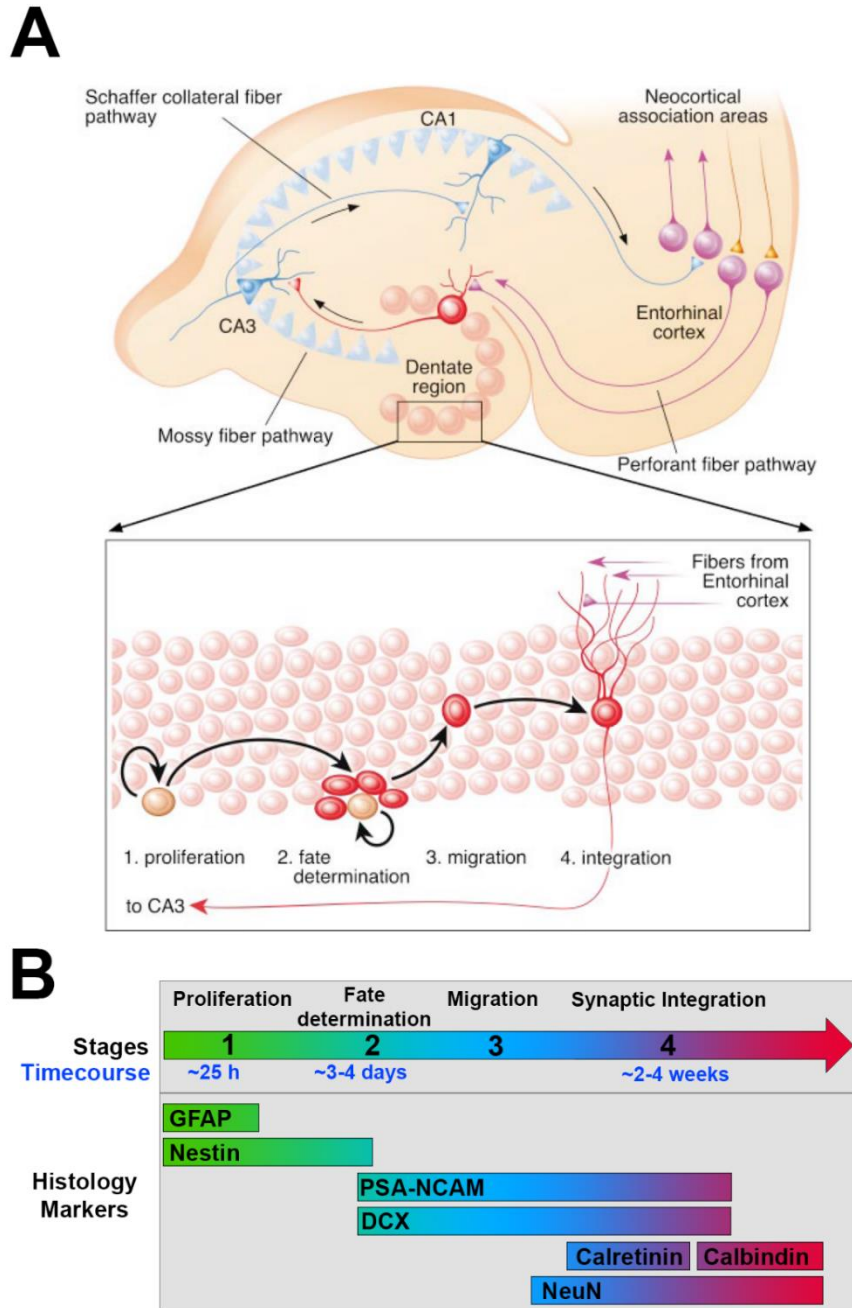 A
Schaffer collateral fiber
pathway
CA1
Neocortical
association areas
CA3
Entorhinal
cortex
Dentate
region
Mossy fiber pathway
Perforant fiber pathway
Fibers from
Entorhinal
cortex
1. proliferation
2. fate
determination
3. migration
4. integration
to CA3
B
Proliferation
Fate
determination
Migration
Synaptic Integration
Stages
1
2
3
4
Timecourse
~25 h
~3-4 days
~2-4 weeks
Histology
Markers
GFAP
Nestin
PSA-NCAM
DCX
Calretinin
Calbindin
NeuN